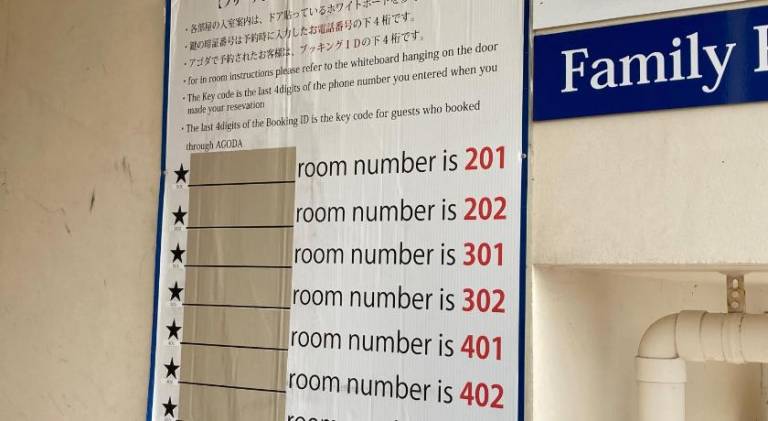 ・各部屋の入室案内は、ドア貼っているホワイトボードを
・鍵の暗証番号は予約時に入力したお電話番号の下4桁です。
・アゴダで予約されたお客様は、ブッキングIDの下4桁です。
・for in room instructions please refer to the whiteboard hanging on the door
・The Key code is the last 4digits of the phone number you entered when you
made your resevation
・The last 4digits of the Booking ID is the key code for guests who booked
through AGODA
★ room number is 201
★ room number is 202
★ room number is 301
★ room number is 302
★ room number is 401
★ room number is 402
★
Family